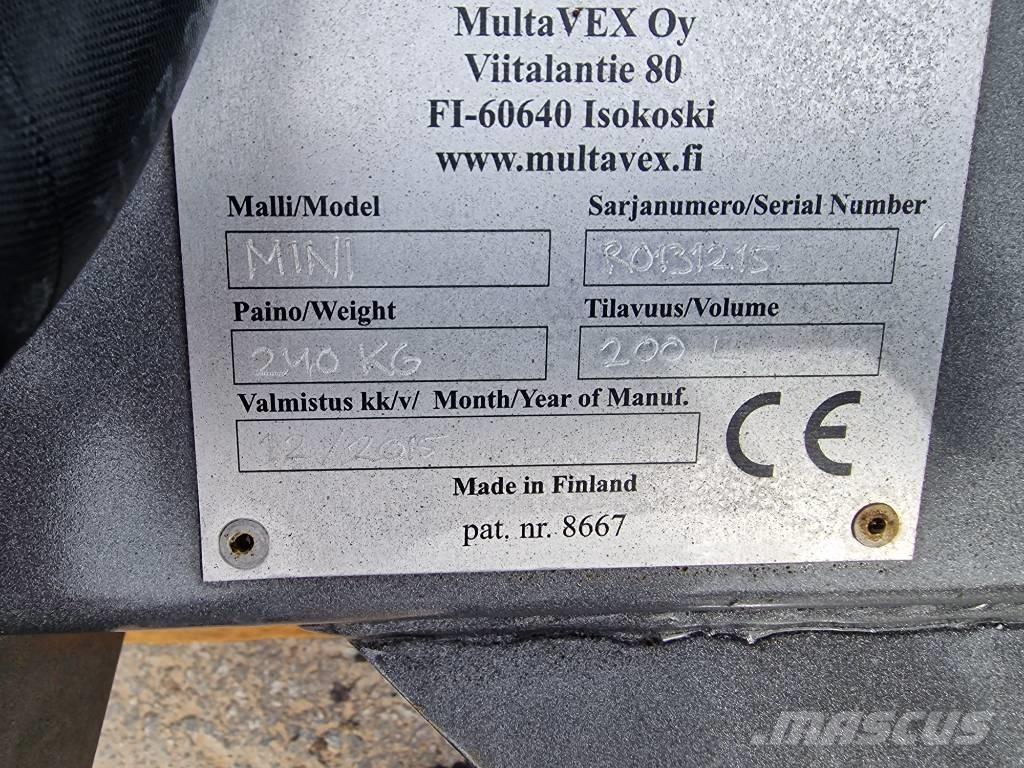 MultaVEX Oy
Viitalantie 80
FI-60640 Isokoski
www.multavex.fi
Malli/Model Sarjanumero/Serial Number
MINI R0131215
Paino/Weight Tilavuus/Volume
240 KG 200 L
Valmistus kk/v/ Month/Year of Manuf.
12/2015 CE
Made in Finland
pat. nr. 8667
MASCUS